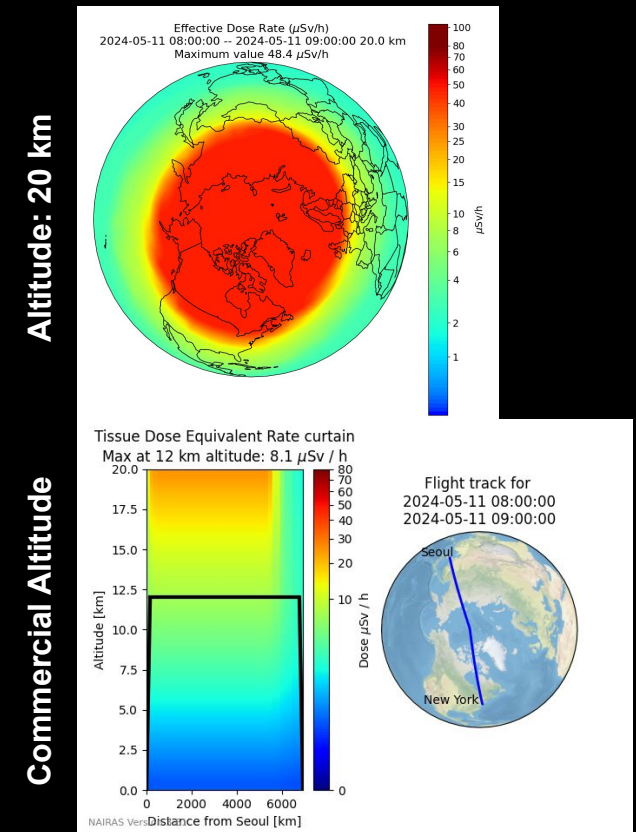 Altitude: 20 km
Effective Dose Rate (μSv/h)
2024-05-11 08:00:00 -- 2024-05-11 09:00:00 20.0 km
Maximum value 48.4 μSv/h
100
80
70
60
50
40
30
25
20
15
10
8
6
4
2
1
μSv/h
Commercial Altitude
Tissue Dose Equivalent Rate curtain
Max at 12 km altitude: 8.1 μSv / h
20.0
17.5
15.0
12.5
10.0
7.5
5.0
2.5
0.0
Altitude [km]
0 2000 4000 6000
Distance from Seoul [km]
NAIRAS
80
70
60
50
40
30
20
10
0
Dose μSv / h
Flight track for
2024-05-11 08:00:00
2024-05-11 09:00:00
Seoul
New York